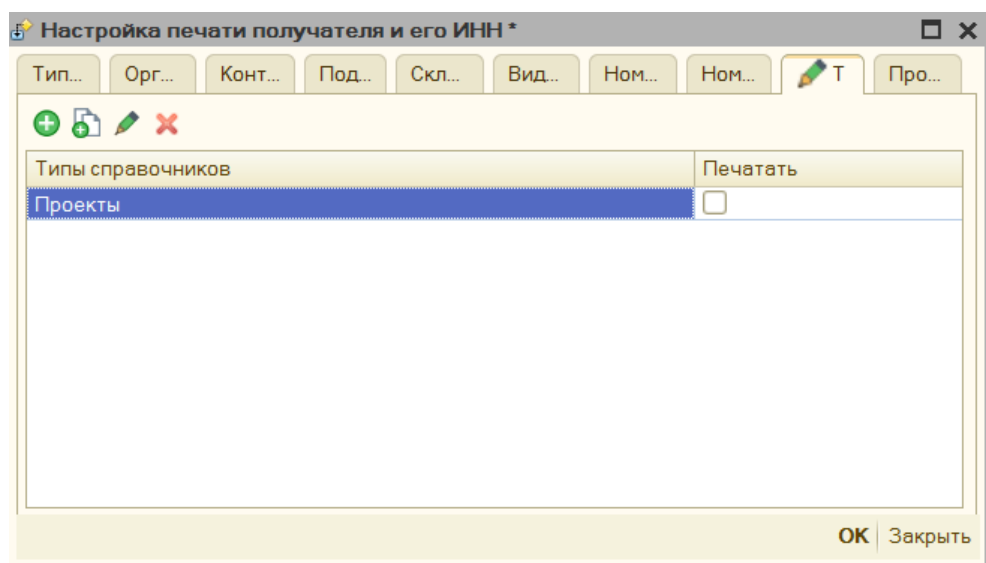 Настройка печати получателя и его ИНН *
Тип... Орг... Конт... Под... Скл... Вид... Ном... Ном... Т Про...
Типы справочников Печатать
Проекты
OK Закрыть